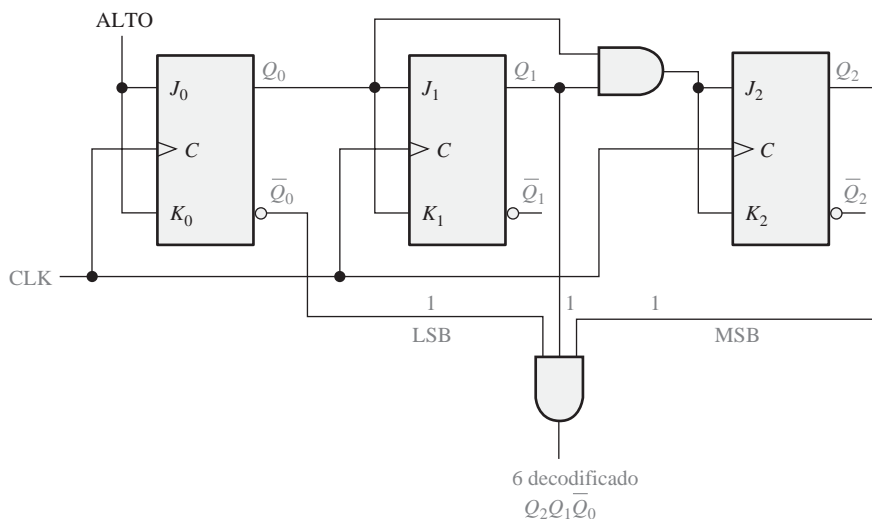 ALTO
Q₀
Q₁
Q₂
J₀
J₁
J₂
C
C
C
Q̅₀
Q̅₁
Q̅₂
K₀
K₁
K₂
CLK
1
1
1
LSB
MSB
6 decodificado
Q₂Q₁Q̅₀